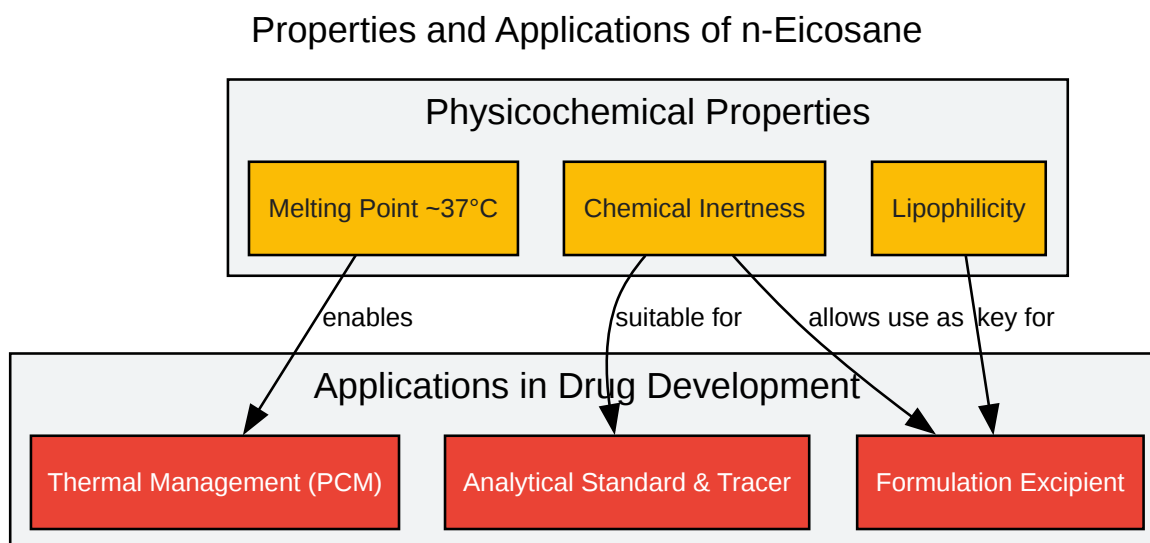 Properties and Applications of n-Eicosane
Physicochemical Properties
Melting Point ~37°C
Chemical Inertness
Lipophilicity
enables
suitable for
allows use as
key for
Applications in Drug Development
Thermal Management (PCM)
Analytical Standard & Tracer
Formulation Excipient